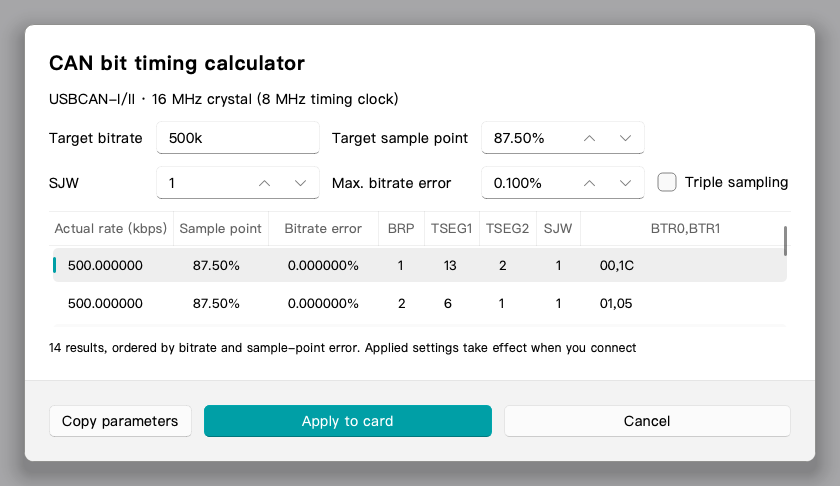 CAN bit timing calculator
USBCAN-I/II · 16 MHz crystal (8 MHz timing clock)
Target bitrate 500k Target sample point 87.50%
SJW 1 Max. bitrate error 0.100% Triple sampling
Actual rate (kbps) Sample point Bitrate error BRP TSEG1 TSEG2 SJW BTR0,BTR1
500.000000 87.50% 0.000000% 1 13 2 1 00,1C
500.000000 87.50% 0.000000% 2 6 1 1 01,05
14 results, ordered by bitrate and sample-point error. Applied settings take effect when you connect
Copy parameters Apply to card Cancel